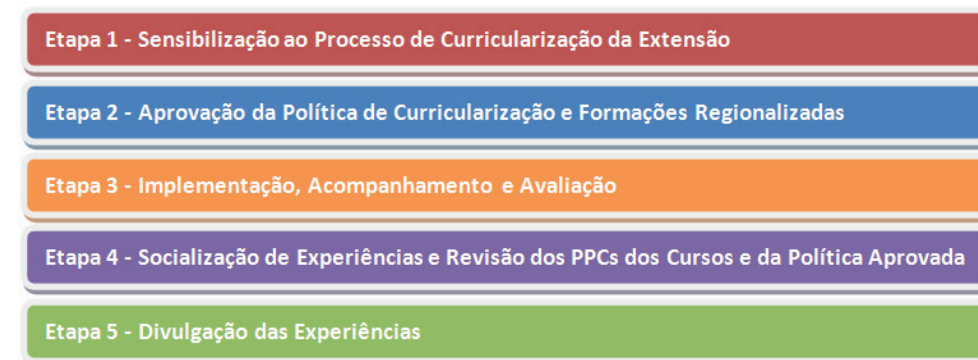 Etapa 1 - Sensibilização ao Processo de Curricularização da Extensão
Etapa 2 - Aprovação da Política de Curricularização e Formações Regionalizadas
Etapa 3 - Implementação, Acompanhamento e Avaliação
Etapa 4 - Socialização de Experiências e Revisão dos PPCs dos Cursos e da Política Aprovada
Etapa 5 - Divulgação das Experiências